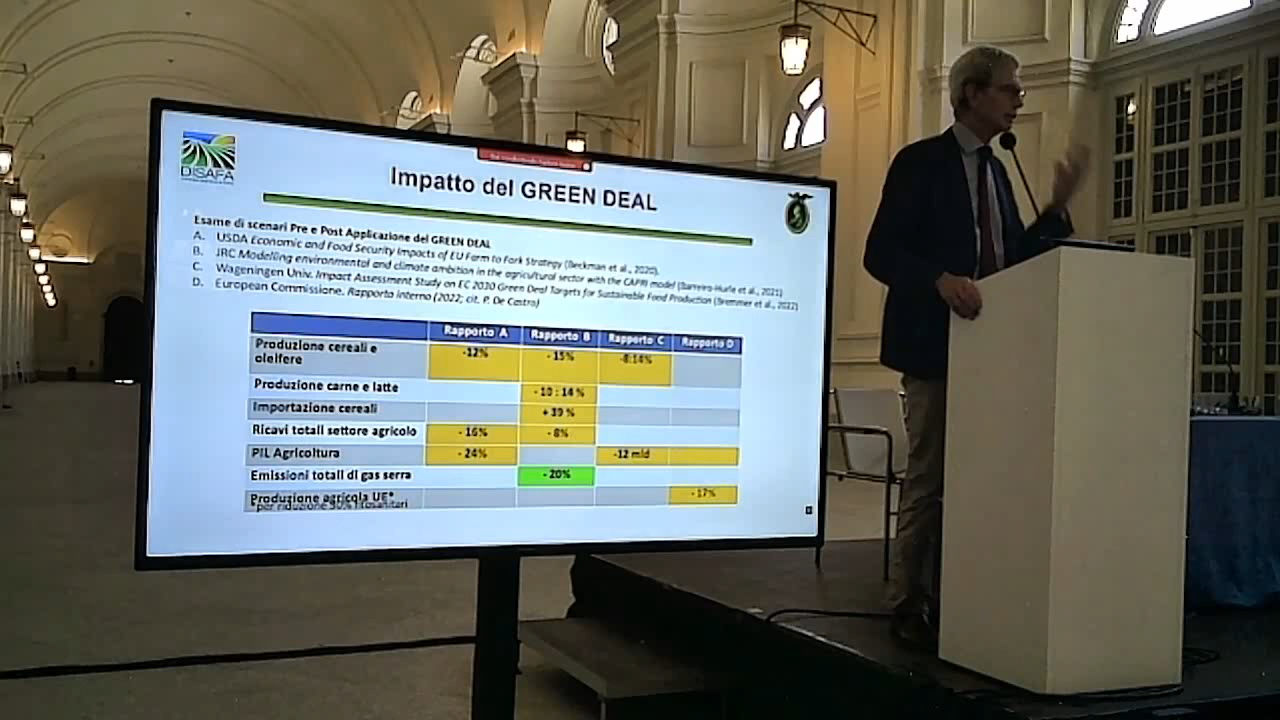 DISAFA
Impatto del GREEN DEAL
Esame di scenari Pre e Post Applicazione del GREEN DEAL
A. USDA Economic and Food Security Impacts of EU Farm to Fork Strategy (Beckman et al., 2020).
B. JRC Modelling environmental and climate ambition in the agricultural sector with the CAPRI model (Barreiro-Hurle et al., 2021)
C. Wageningen Univ. Impact Assessment Study on EC 2030 Green Deal Targets for Sustainable Food Production (Bremmer et al., 2022)
D. European Commissione. Rapporto Interno (2022; cit. P. De Castro)
Rapporto A Rapporto B Rapporto C Rapporto D
Produzione cereali e oleifere -12% - 15% -8:14%
Produzione carne e latte - 10 : 14 %
Importazione cereali + 39 %
Ricavi totali settore agricolo - 16% - 8%
PIL Agricoltura - 24% -12 mld
Emissioni totali di gas serra - 20%
Produzione agricola UE* - 17%
*per riduzione 50% fitosanitari